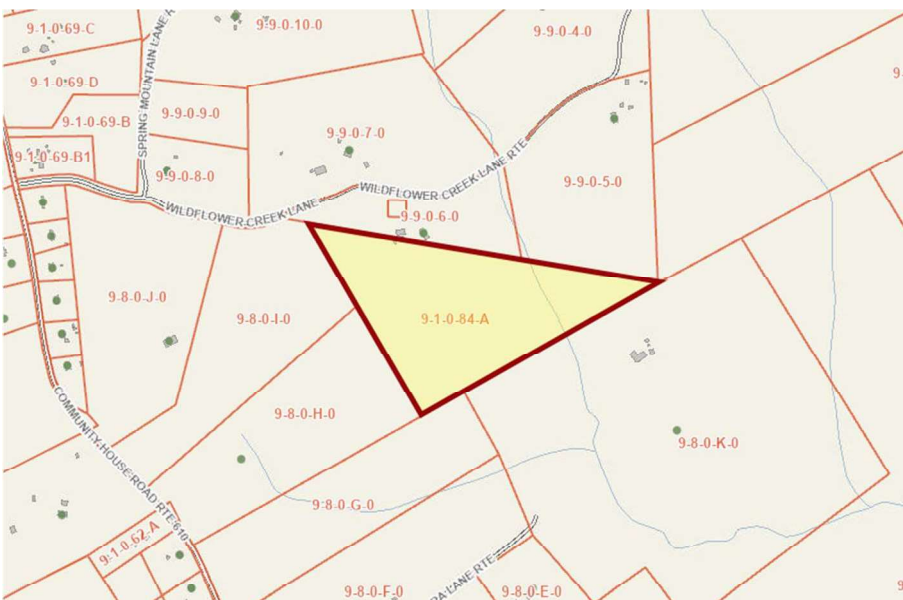 9-1-0-69-C
9-9-0-10-0
9-9-0-4-0
9-
9-1-0-69-D
SPRING MOUNTAIN LANE R
9-9-0-9-0
9-1-0-69-B
9-9-0-7-0
9-1-0-69-B1
9-9-0-8-0
WILDFLOWER CREEK LANE RTE
9-9-0-5-0
WILDFLOWER CREEK LANE
9-9-0-6-0
9-8-0-J-0
9-8-0-I-0
9-1-0-84-A
9-8-0-H-0
9-8-0-K-0
COMMUNITY HOUSE ROAD RTE 610
9-8-0-G-0
9-1-0-62-A
9-8-0-F-0
RA LANE RTE
9-8-0-E-0
9